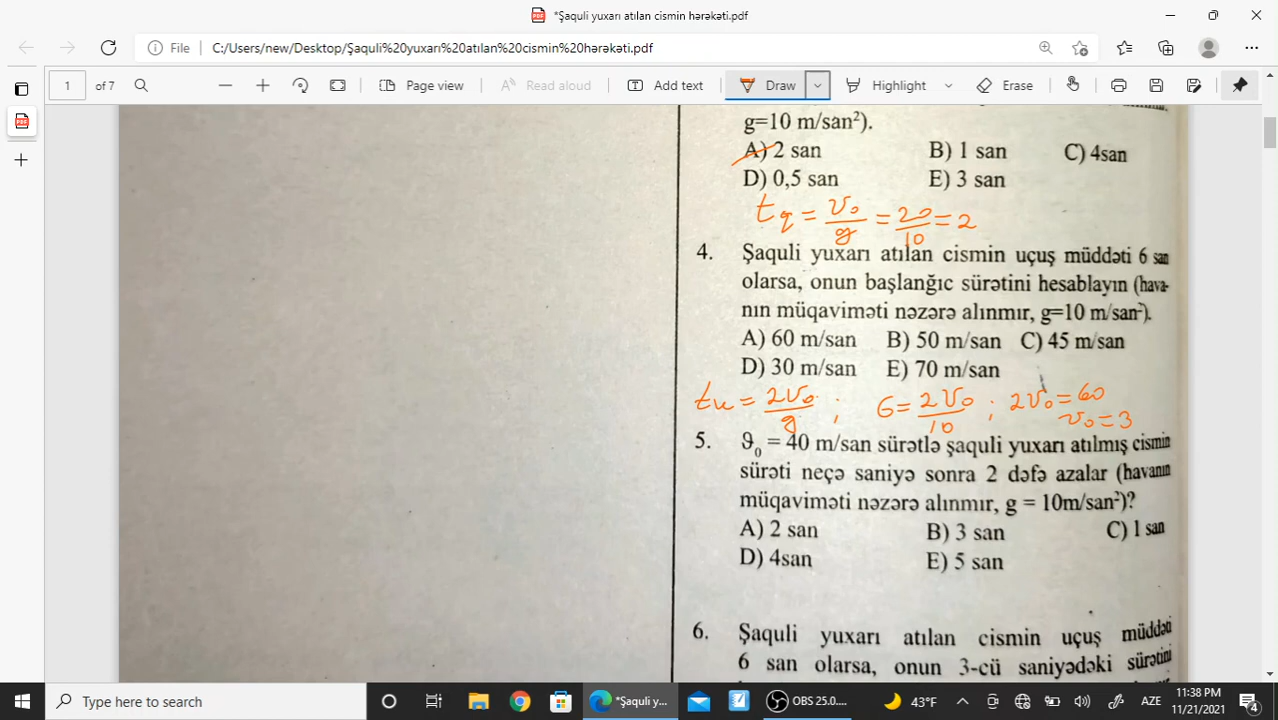 *Şaquli yuxarı atılan cismin hərəkəti.pdf
File C:/Users/new/Desktop/Şaquli%20yuxarı%20atılan%20cismin%20hərəkəti.pdf
1 of 7 Page view Read aloud Add text Draw Highlight Erase
g=10 m/san²).
A) 2 san B) 1 san C) 4san
D) 0,5 san E) 3 san
tq = v₀/g = 20/10 = 2
4. Şaquli yuxarı atılan cismin uçuş müddəti 6 san
olarsa, onun başlanğıc sürətini hesablayın (hava-
nın müqaviməti nəzərə alınmır, g=10 m/san²).
A) 60 m/san B) 50 m/san C) 45 m/san
D) 30 m/san E) 70 m/san
tu = 2v₀/g ; 6 = 2v₀/10 ; 2v₀ = 60
v₀ = 3
5. ϑ₀ = 40 m/san sürətlə şaquli yuxarı atılmış cismin
sürəti neçə saniyə sonra 2 dəfə azalar (havanın
müqaviməti nəzərə alınmır, g = 10m/san²)?
A) 2 san B) 3 san C) 1 san
D) 4san E) 5 san
6. Şaquli yuxarı atılan cismin uçuş müddəti
6 san olarsa, onun 3-cü saniyədəki sürətini
Type here to search *Şaquli y... OBS 25.0.... 43°F AZE 11:38 PM
11/21/2021 4